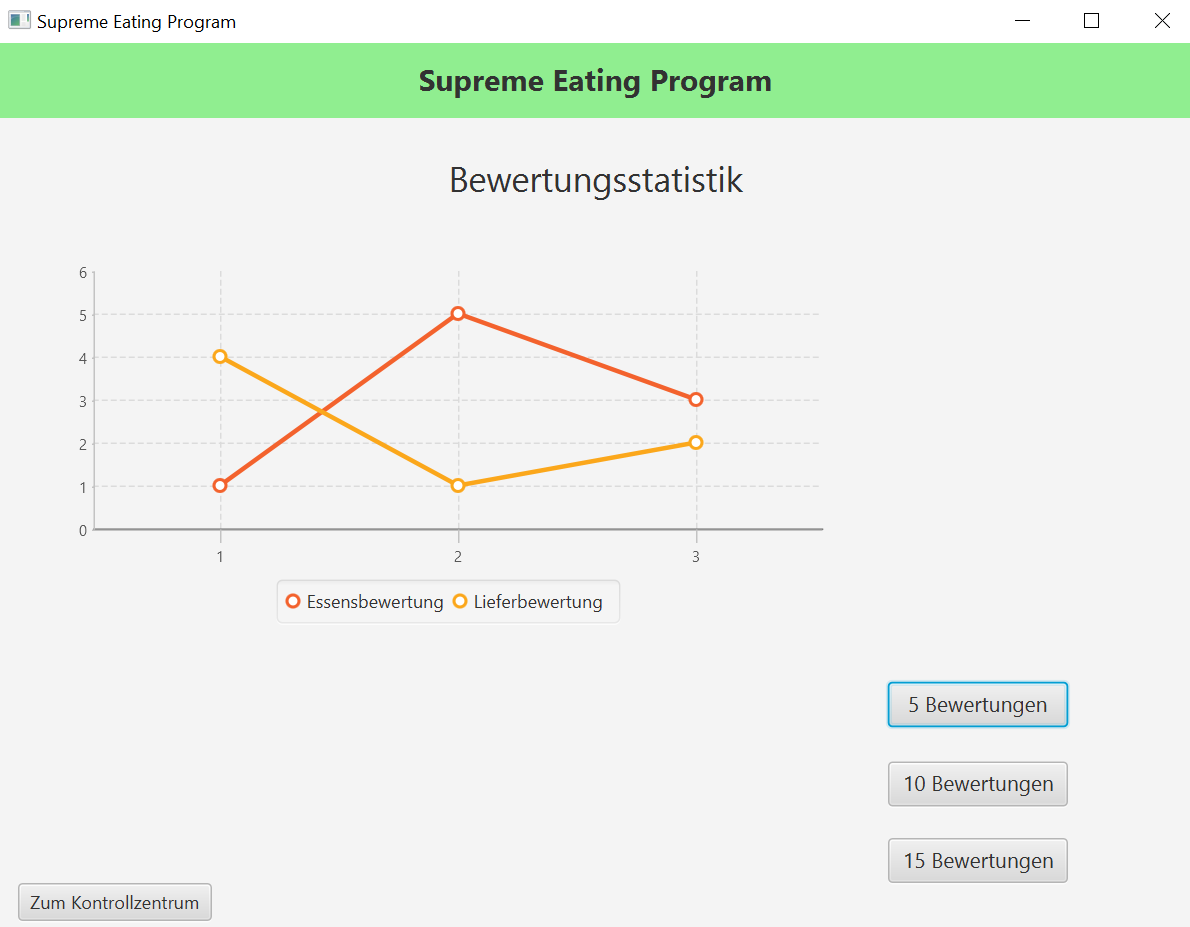 Supreme Eating Program
Supreme Eating Program
Bewertungsstatistik
6
5
4
3
2
1
0
1 2 3
Essensbewertung Lieferbewertung
5 Bewertungen
10 Bewertungen
15 Bewertungen
Zum Kontrollzentrum